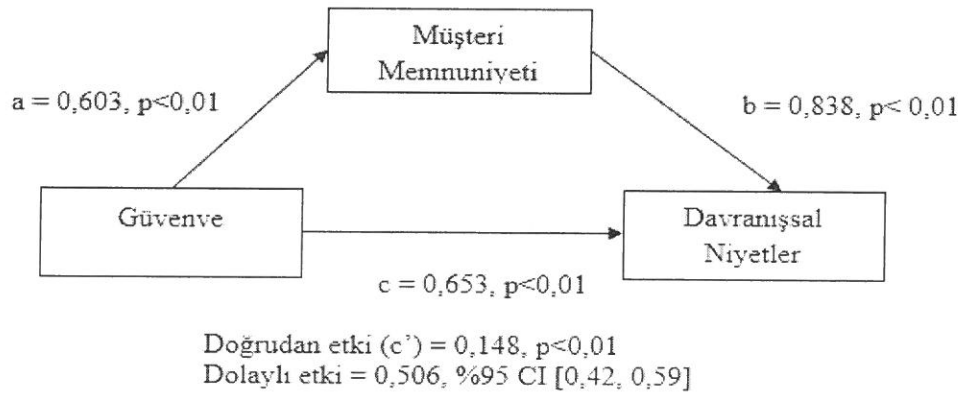 Müşteri
Memnuniyeti
a = 0,603, p<0,01
b = 0,838, p< 0,01
Güvenve
Davranışsal
Niyetler
c = 0,653, p<0,01
Doğrudan etki (c’) = 0,148, p<0,01
Dolaylı etki = 0,506, %95 CI [0,42, 0,59]